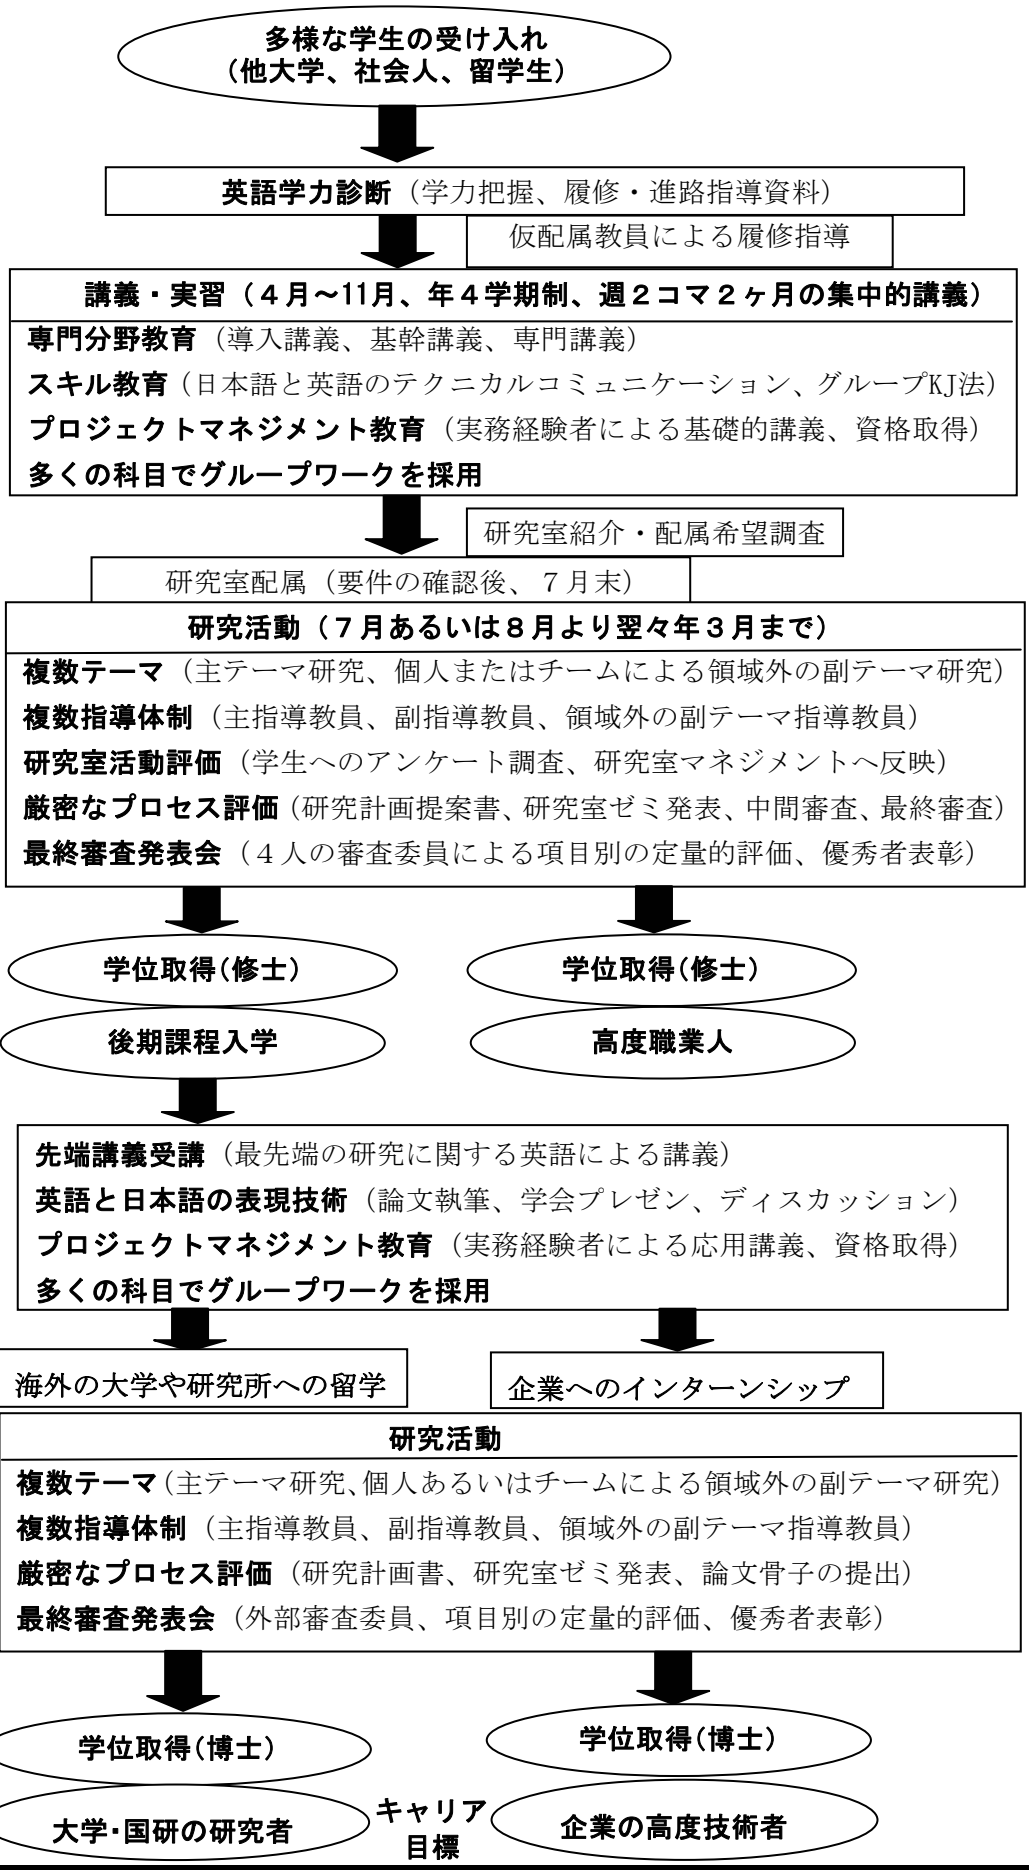 多様な学生の受け入れ
（他大学、社会人、留学生）
英語学力診断（学力把握、履修・進路指導資料）
仮配属教員による履修指導
講義・実習（４月～11月、年４学期制、週２コマ２ヶ月の集中的講義）
専門分野教育（導入講義、基幹講義、専門講義）
スキル教育（日本語と英語のテクニカルコミュニケーション、グループKJ法）
プロジェクトマネジメント教育（実務経験者による基礎的講義、資格取得）
多くの科目でグループワークを採用
研究室紹介・配属希望調査
研究室配属（要件の確認後、７月末）
研究活動（７月あるいは８月より翌々年３月まで）
複数テーマ（主テーマ研究、個人またはチームによる領域外の副テーマ研究）
複数指導体制（主指導教員、副指導教員、領域外の副テーマ指導教員）
研究室活動評価（学生へのアンケート調査、研究室マネジメントへ反映）
厳密なプロセス評価（研究計画提案書、研究室ゼミ発表、中間審査、最終審査）
最終審査発表会（４人の審査委員による項目別の定量的評価、優秀者表彰）
学位取得（修士）
学位取得（修士）
後期課程入学
高度職業人
先端講義受講（最先端の研究に関する英語による講義）
英語と日本語の表現技術（論文執筆、学会プレゼン、ディスカッション）
プロジェクトマネジメント教育（実務経験者による応用講義、資格取得）
多くの科目でグループワークを採用
海外の大学や研究所への留学
企業へのインターンシップ
研究活動
複数テーマ（主テーマ研究、個人あるいはチームによる領域外の副テーマ研究）
複数指導体制（主指導教員、副指導教員、領域外の副テーマ指導教員）
厳密なプロセス評価（研究計画書、研究室ゼミ発表、論文骨子の提出）
最終審査発表会（外部審査委員、項目別の定量的評価、優秀者表彰）
学位取得（博士）
学位取得（博士）
大学・国研の研究者
キャリア
目標
企業の高度技術者